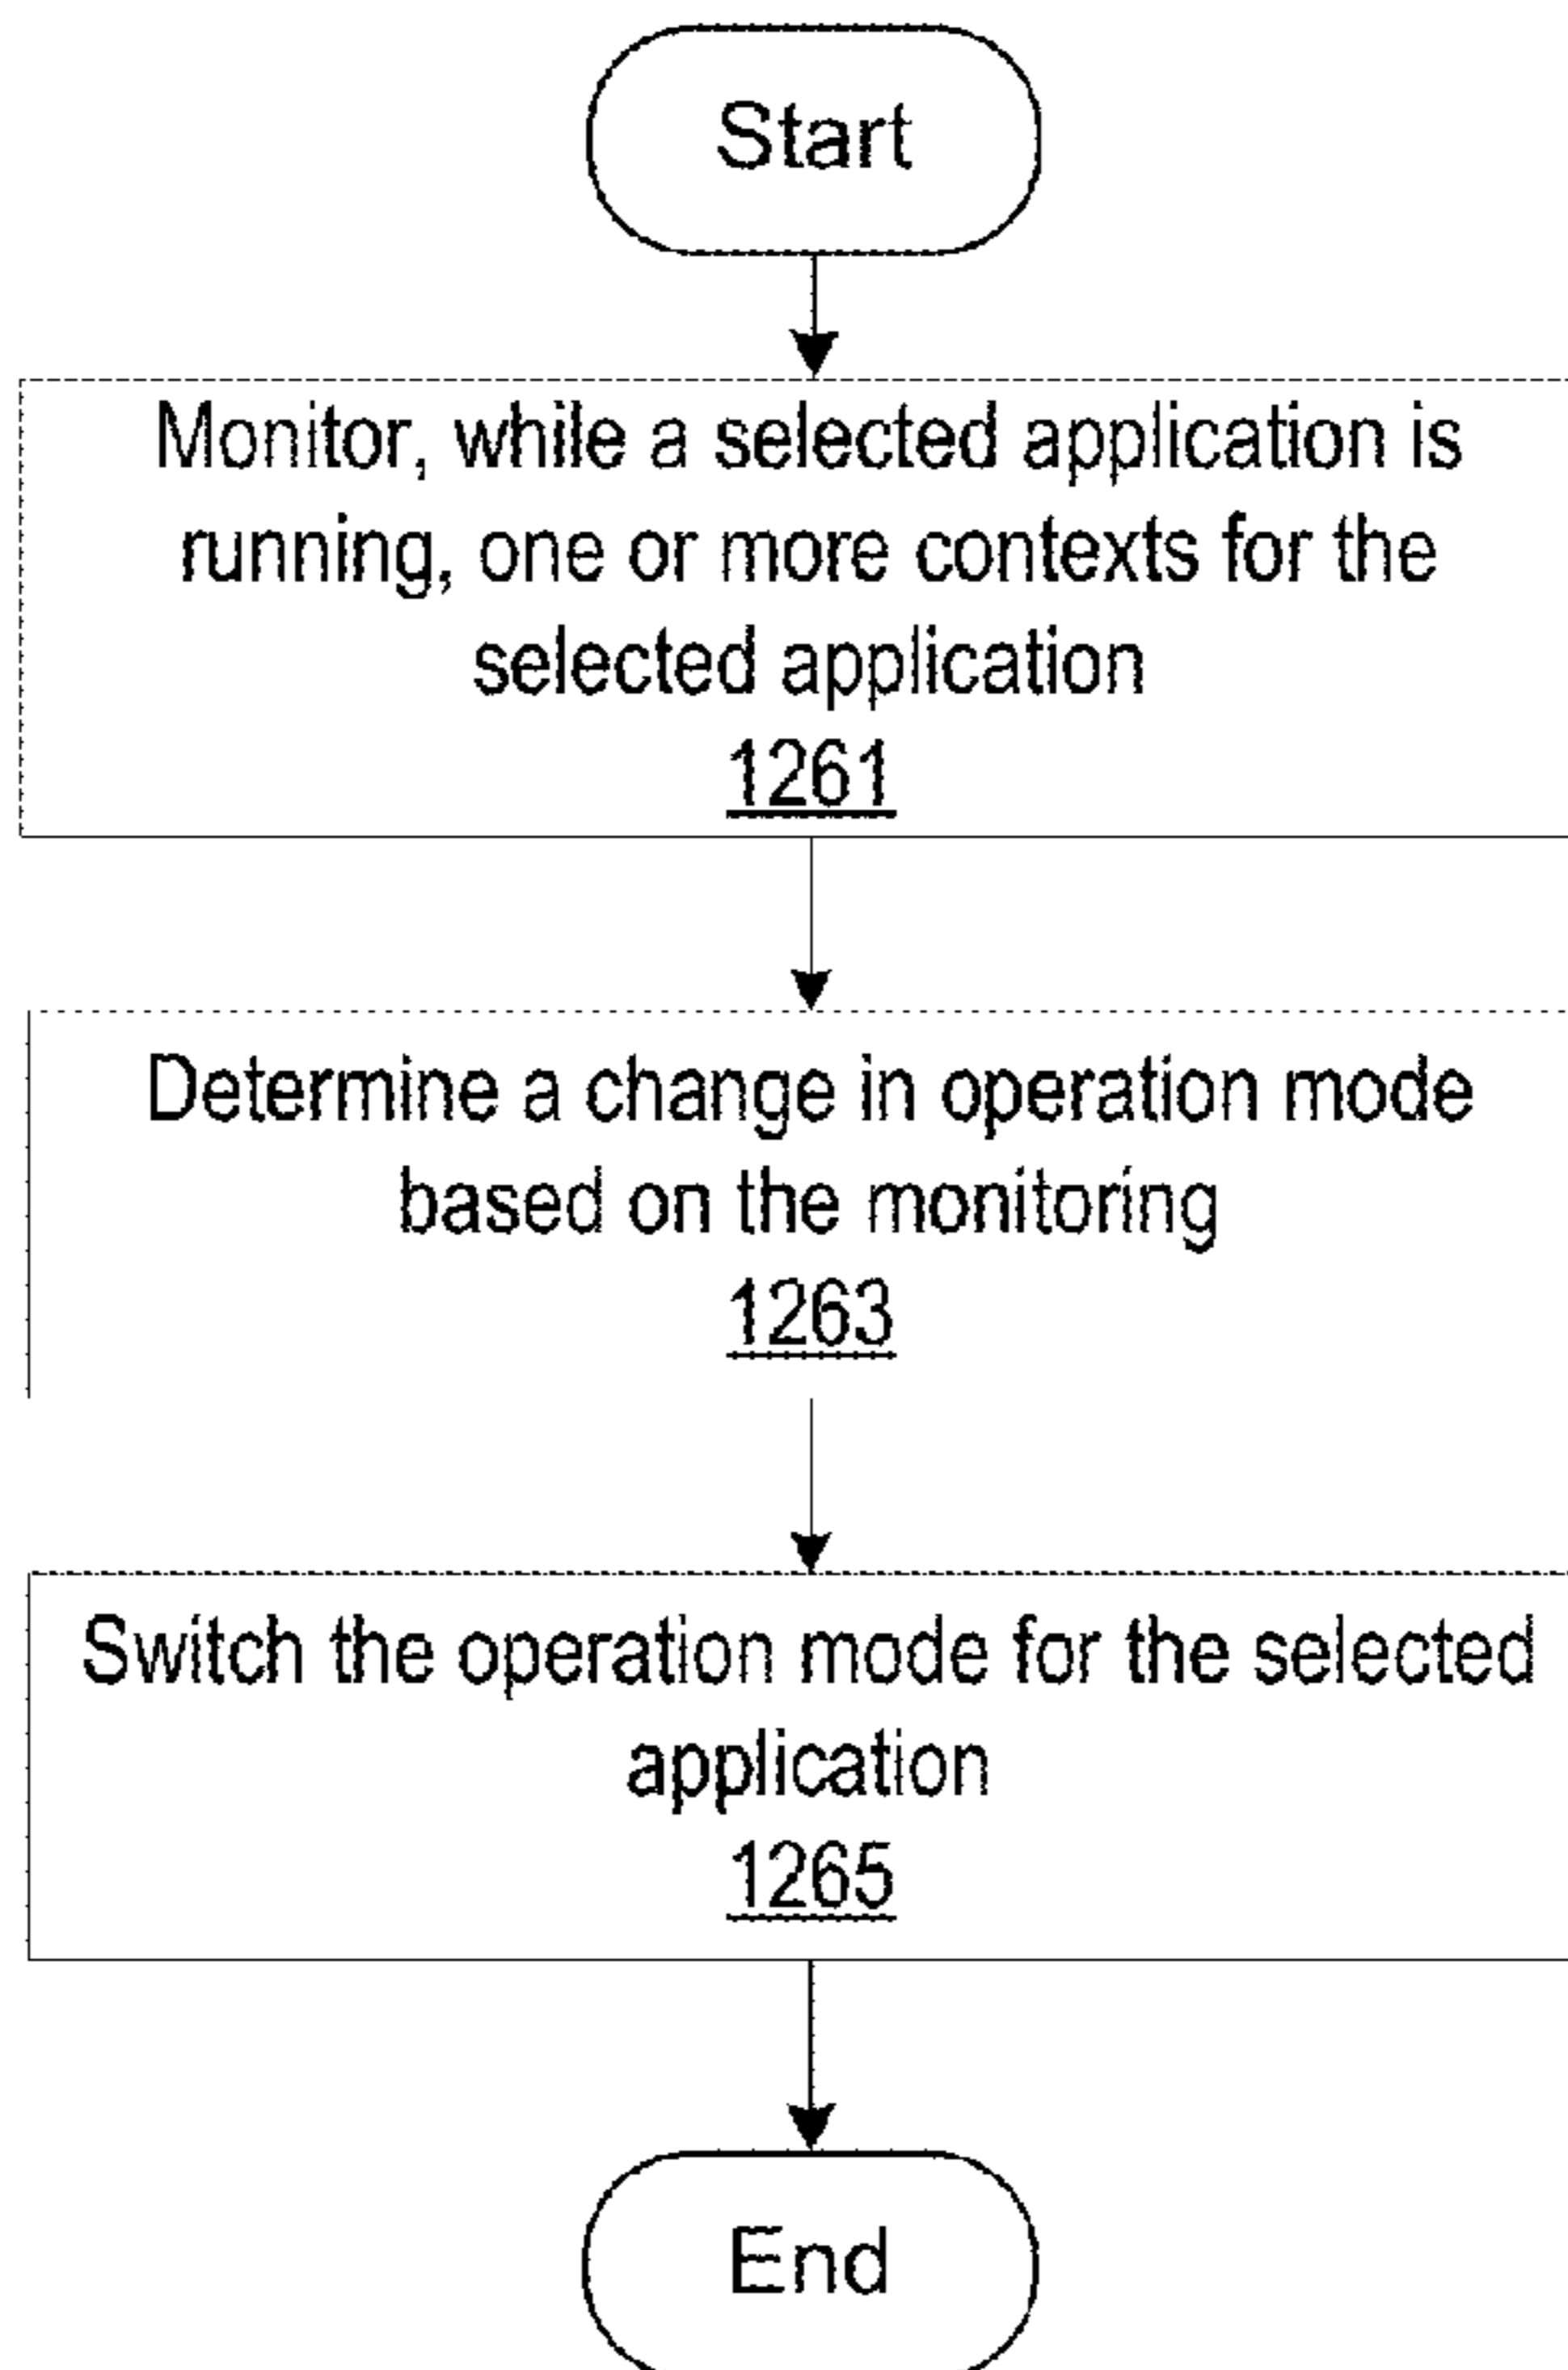 Start
Monitor, while a selected application is
running, one or more contexts for the
selected application
1261
Determine a change in operation mode
based on the monitoring
1263
Switch the operation mode for the selected
application
1265
End